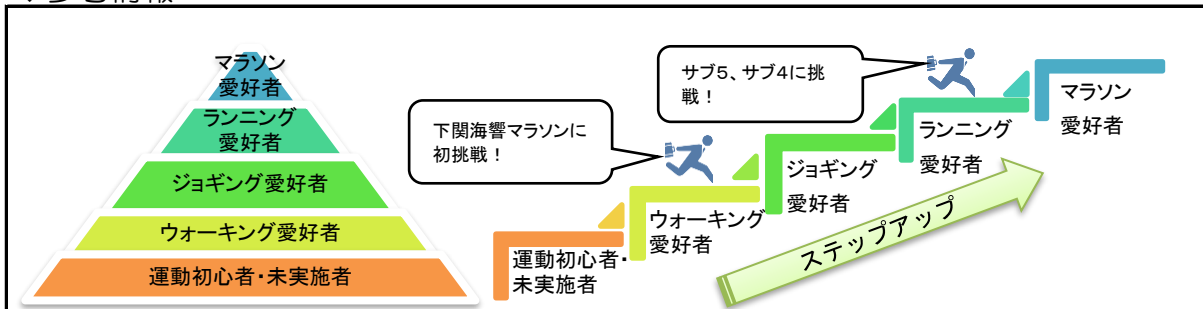 マラソン
愛好者
ランニング
愛好者
ジョギング愛好者
ウォーキング愛好者
運動初心者・未実施者
下関海響マラソンに
初挑戦！
サブ5、サブ4に挑
戦！
運動初心者・
未実施者
ウォーキング
愛好者
ジョギング
愛好者
ランニング
愛好者
マラソン
愛好者
ステップアップ